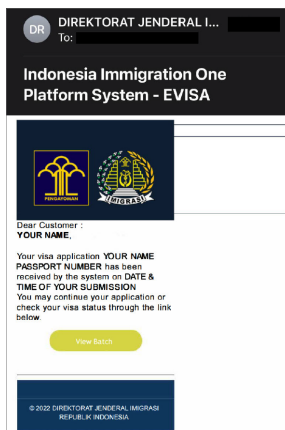 DR
DIREKTORAT JENDERAL I...
To:
Indonesia Immigration One
Platform System - EVISA
PENGAYOMAN
IMIGRASI
Dear Customer :
YOUR NAME,
Your visa application YOUR NAME
PASSPORT NUMBER has been
received by the system on DATE &
TIME OF YOUR SUBMISSION
You may continue your application or
check your visa status through the link
below.
View Batch
© 2022 DIREKTORAT JENDERAL IMIGRASI
REPUBLIK INDONESIA